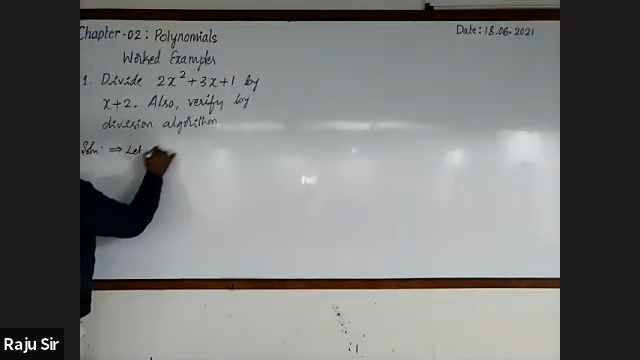 Chapter-02: Polynomials
Date: 18.06.2021
Worked Examples
1. Divide 2x² + 3x + 1 by
x+2. Also, verify by
division algorithm.
Soln: ⇒ Let
Raju Sir